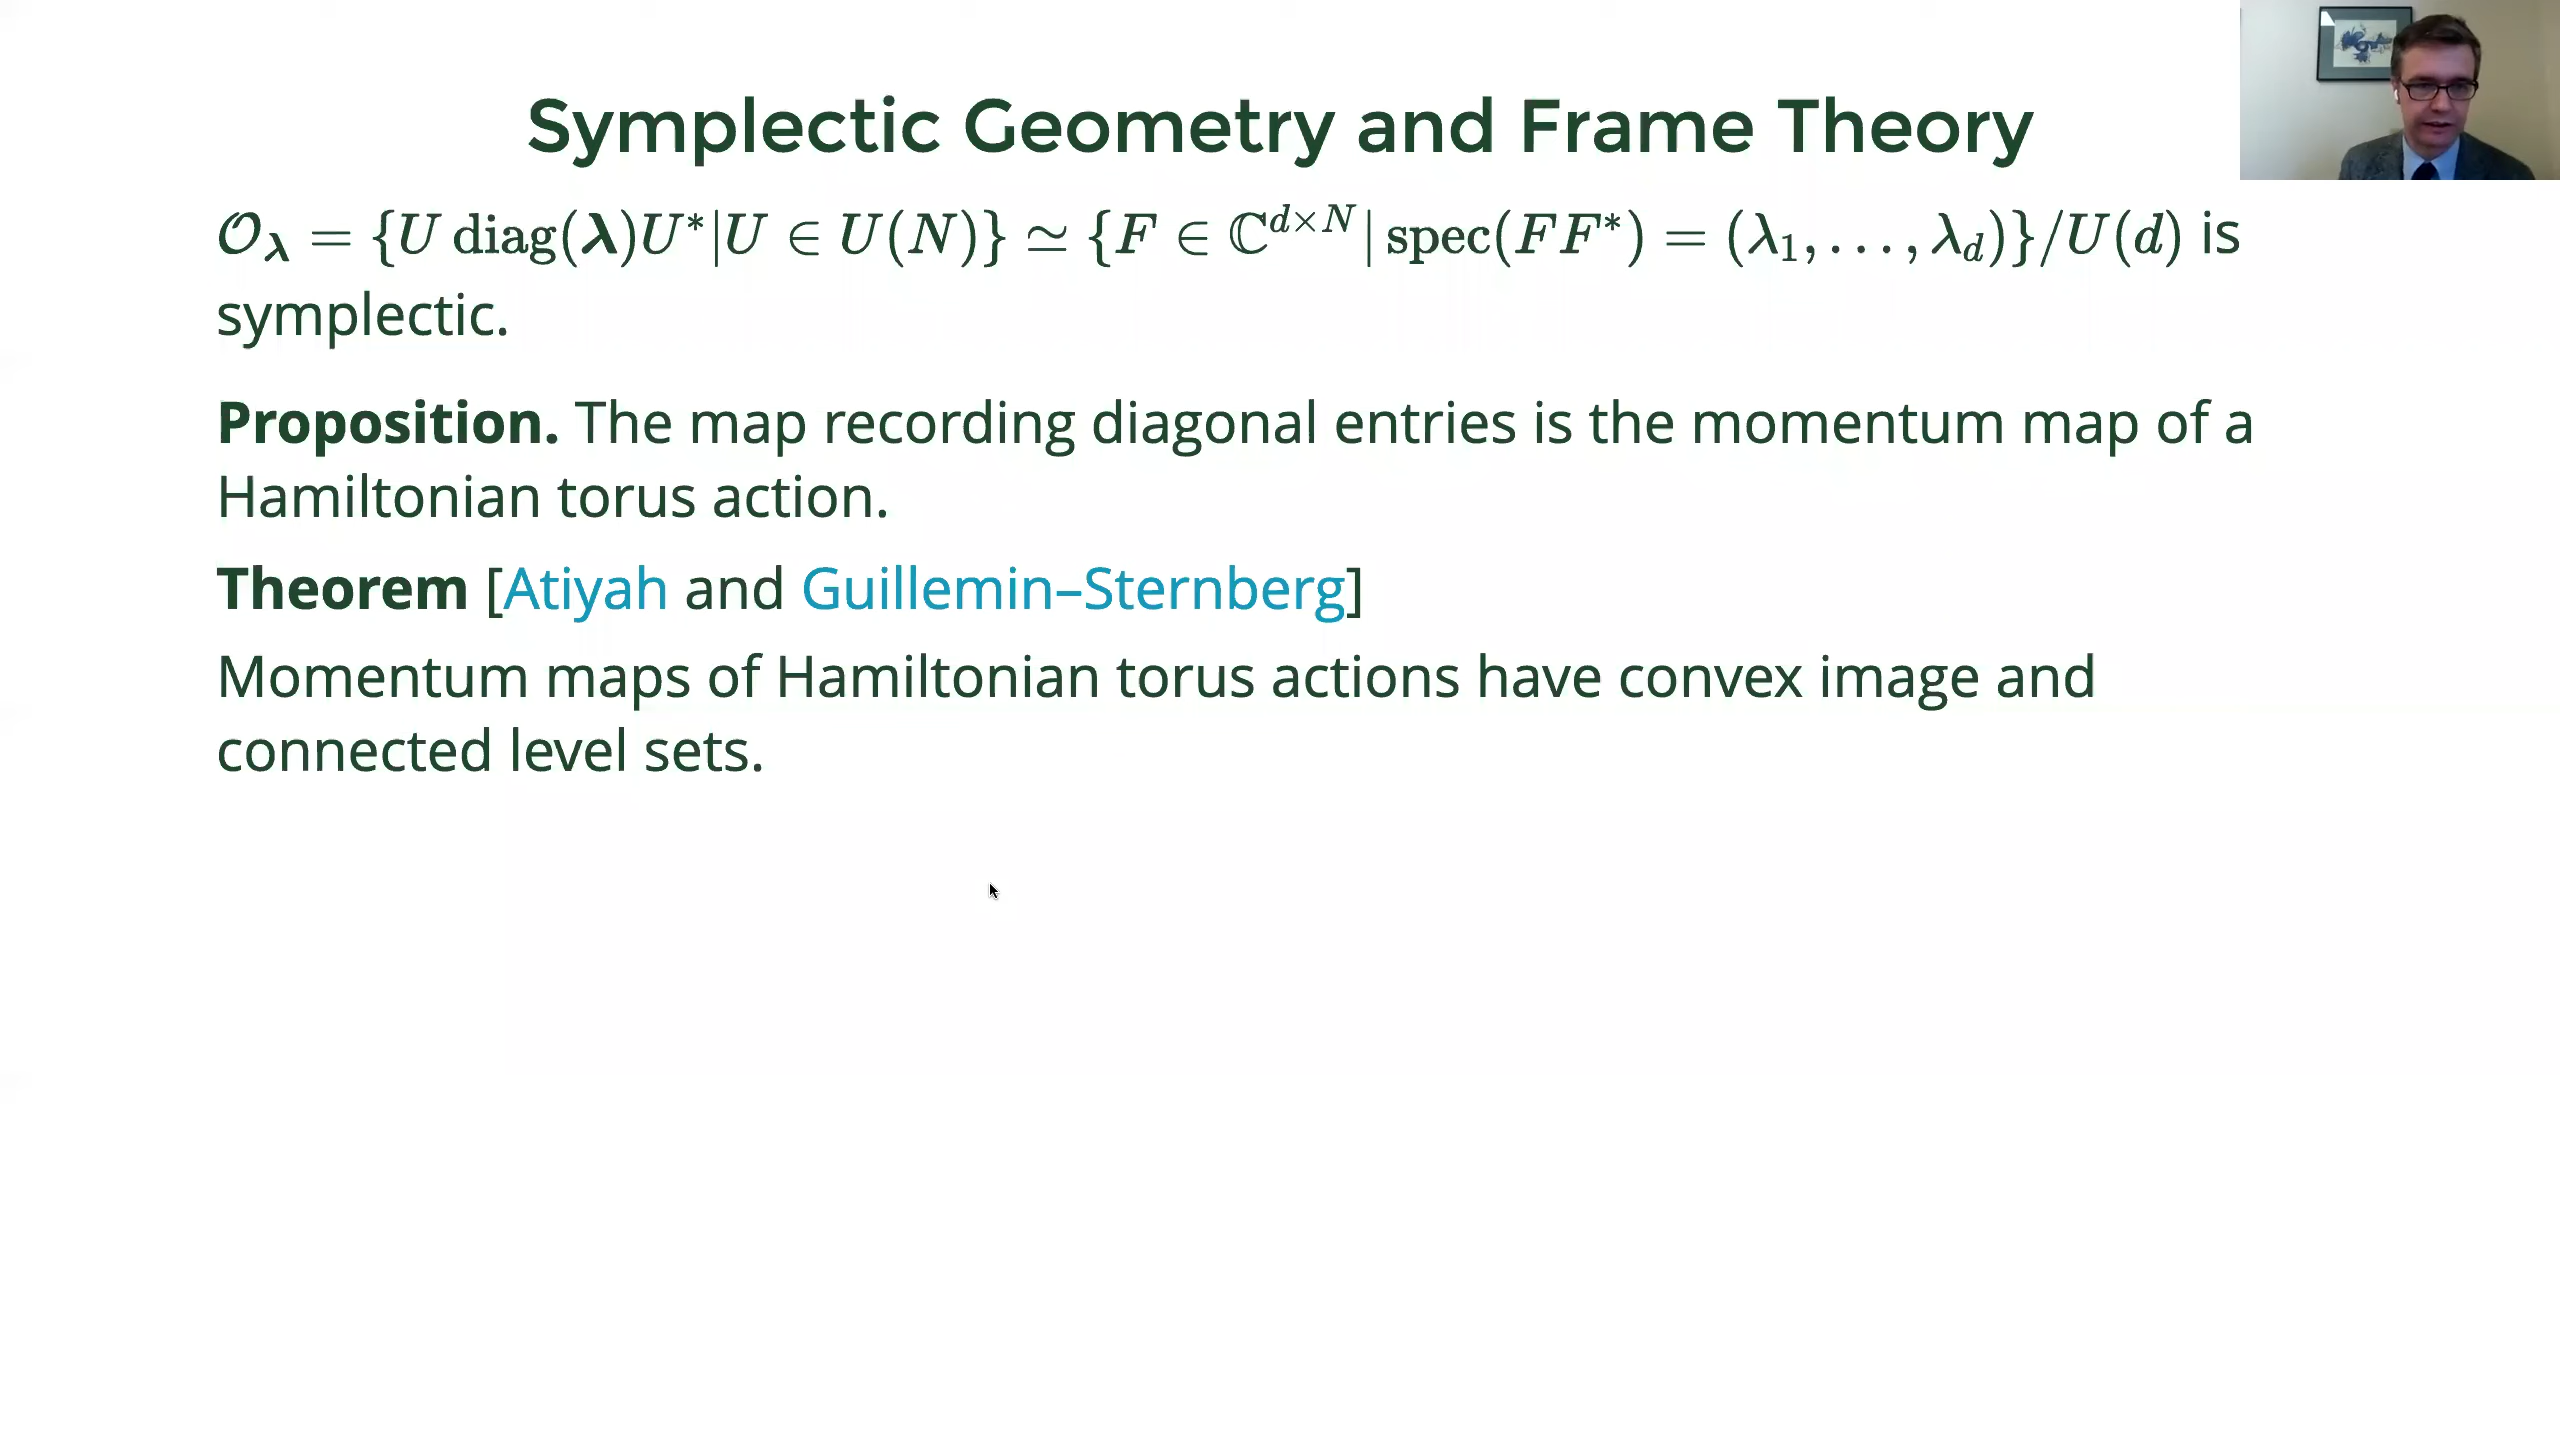 Symplectic Geometry and Frame Theory
𝒪_𝛌 = {U diag(𝛌)U*|U ∈ U(N)} ≃ {F ∈ ℂ^{d×N}| spec(FF*) = (λ₁, . . . , λ_d)}/U(d) is
symplectic.
Proposition. The map recording diagonal entries is the momentum map of a
Hamiltonian torus action.
Theorem [Atiyah and Guillemin–Sternberg]
Momentum maps of Hamiltonian torus actions have convex image and
connected level sets.